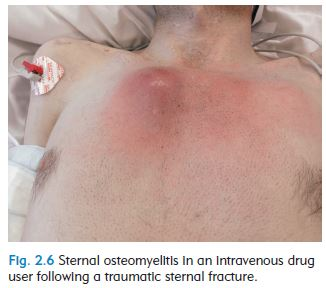 Fig. 2.6 Sternal osteomyelitis in an intravenous drug
user following a traumatic sternal fracture.